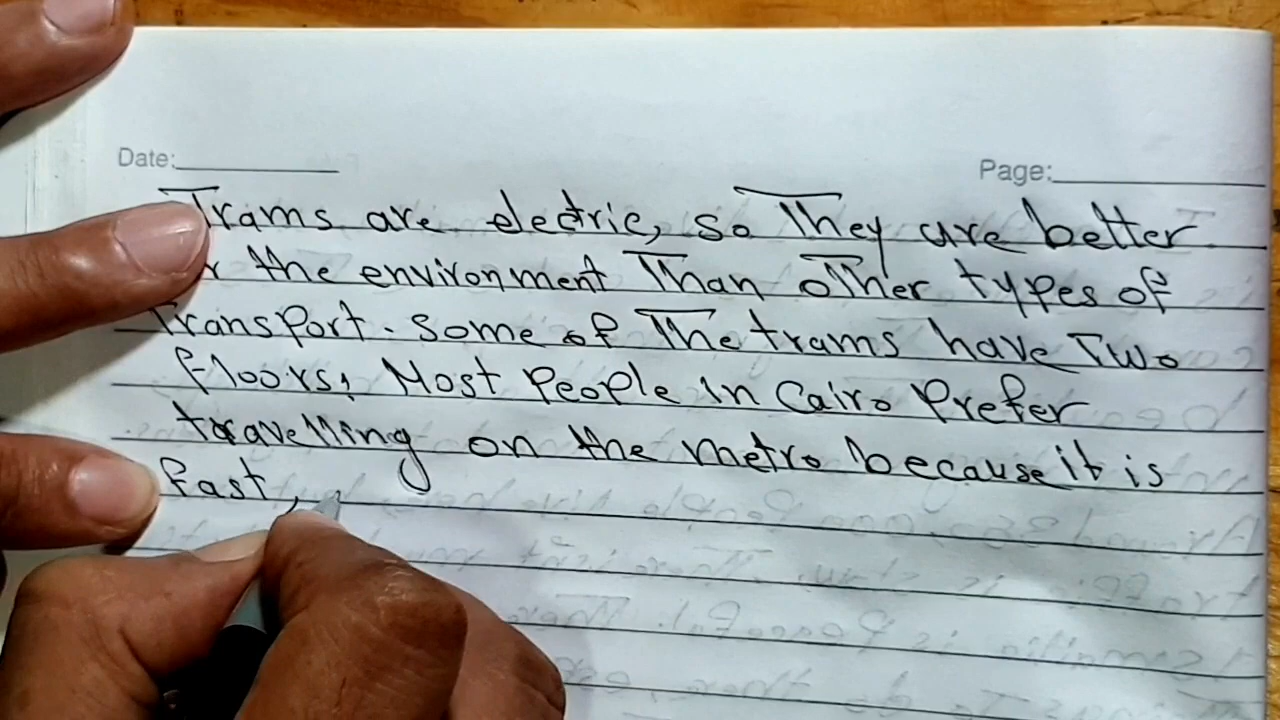 Date:
Page:
Trams are electric, so They are better
the environment Than other types of
Transport. Some of The trams have Two
floors, Most People in Cairo Prefer
travelling on the metro because it is
fast,